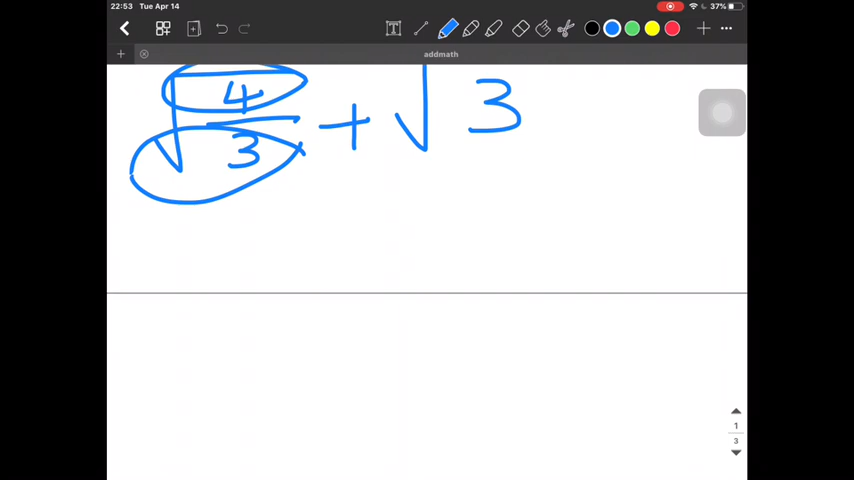 22:53 Tue Apr 14 37%
addmath
√4/3 + √3
1
3